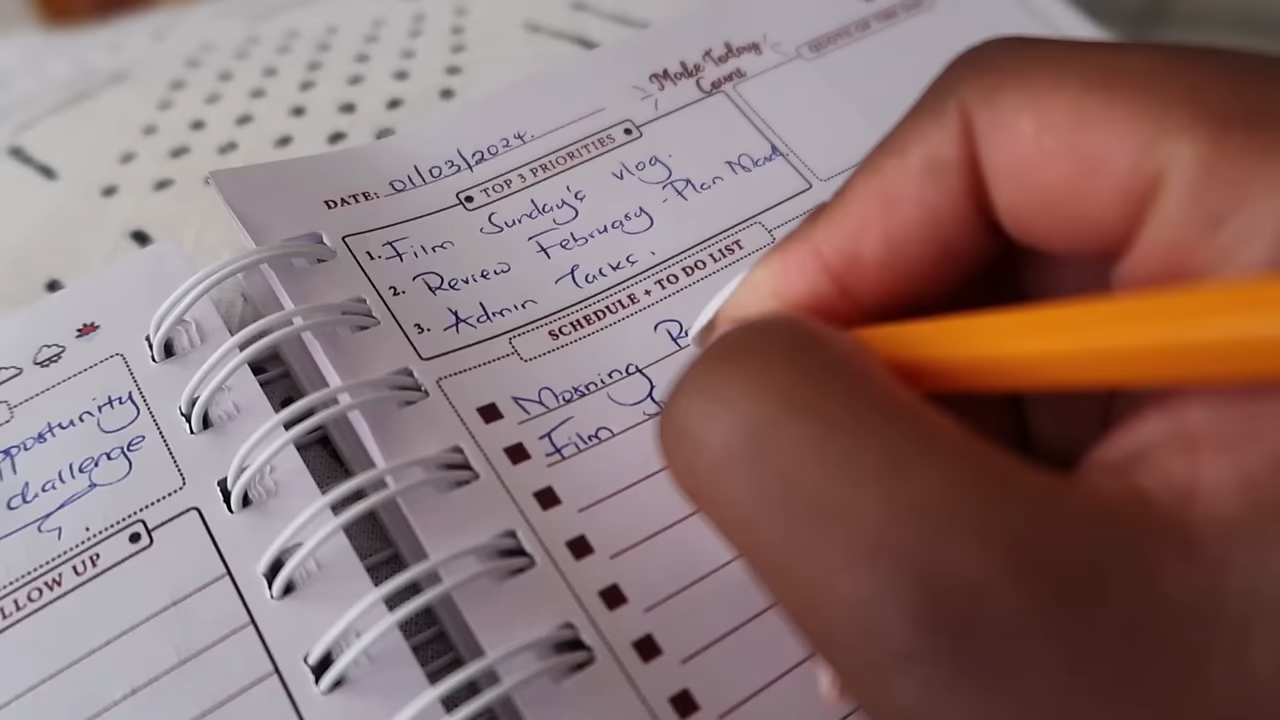 opportunity
challenge
LLOW UP
Make Today
Count
QUOTE OF THE DAY
DATE: 01/03/2024.
TOP 3 PRIORITIES
1. Film Sunday's vlog.
2. Review February - Plan March
3. Admin Tasks.
SCHEDULE + TO DO LIST
Morning
Film